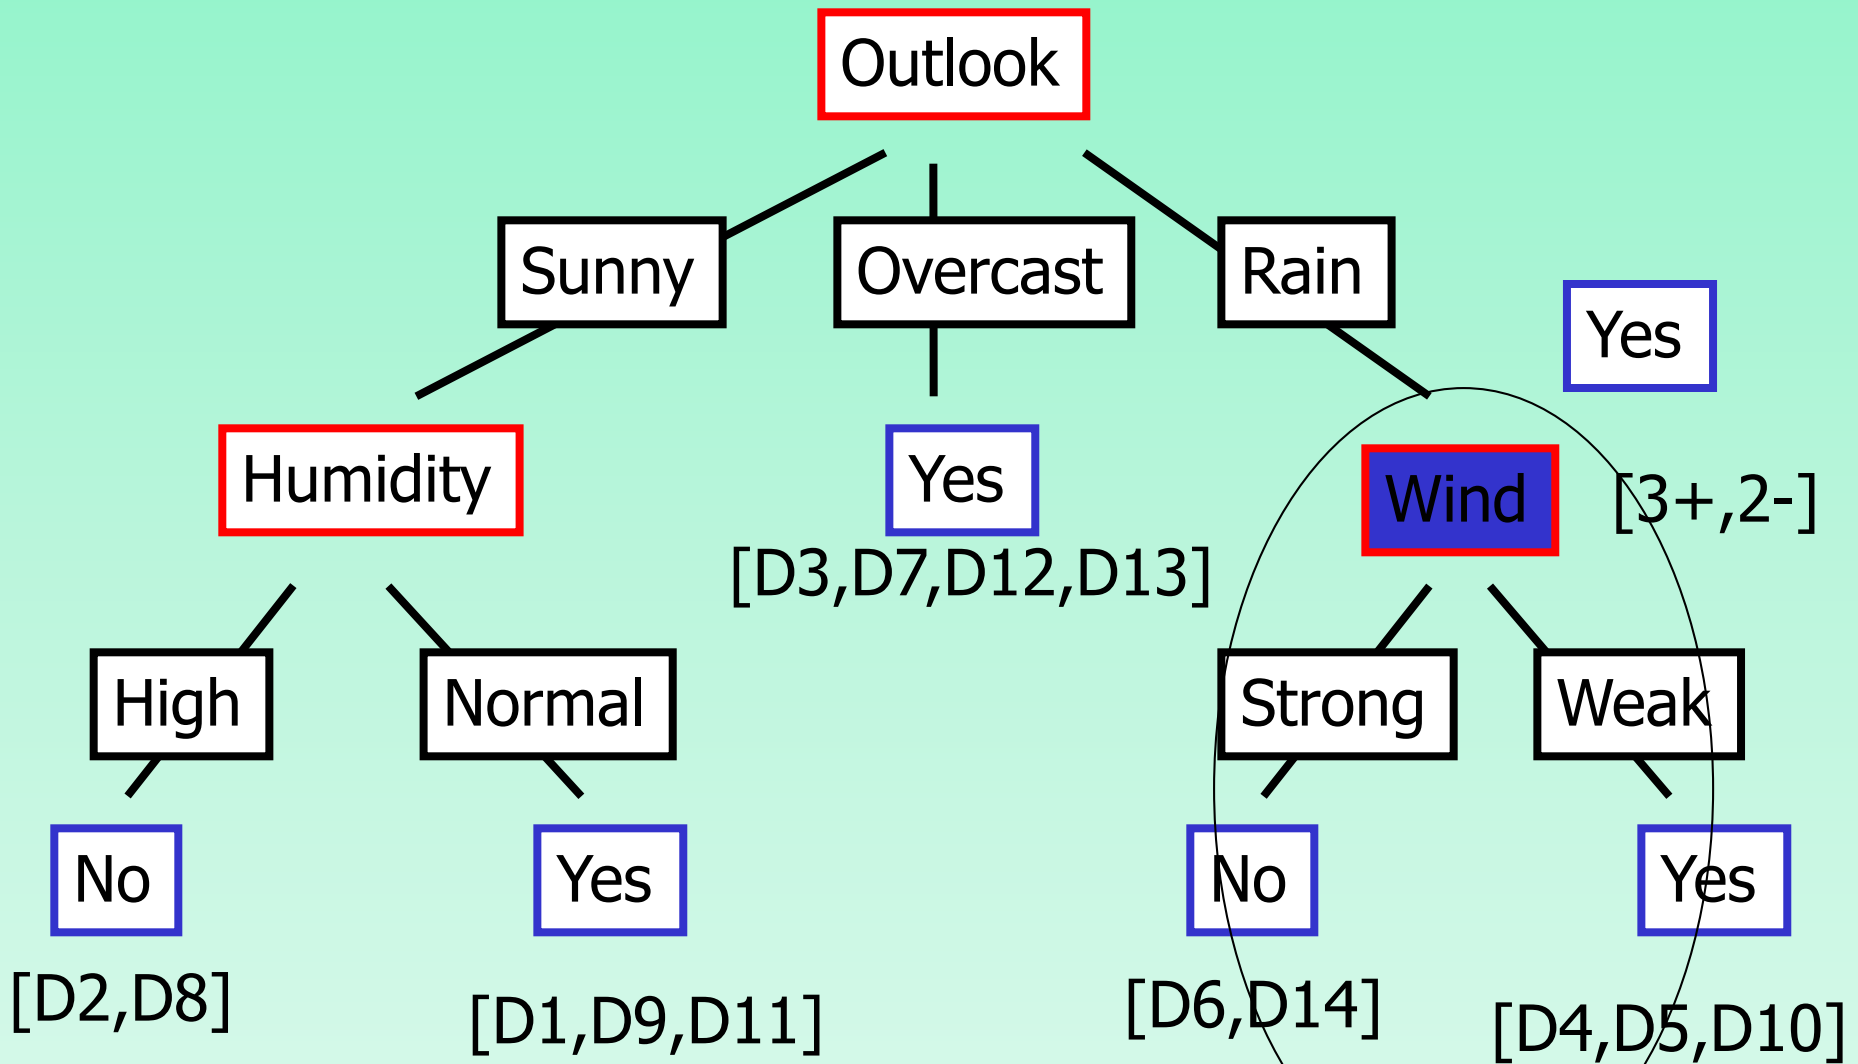 Outlook
Sunny
Overcast
Rain
Yes
Humidity
Yes
Wind
[3+,2-]
[D3,D7,D12,D13]
High
Normal
Strong
Weak
No
Yes
No
Yes
[D2,D8]
[D1,D9,D11]
[D6,D14]
[D4,D5,D10]